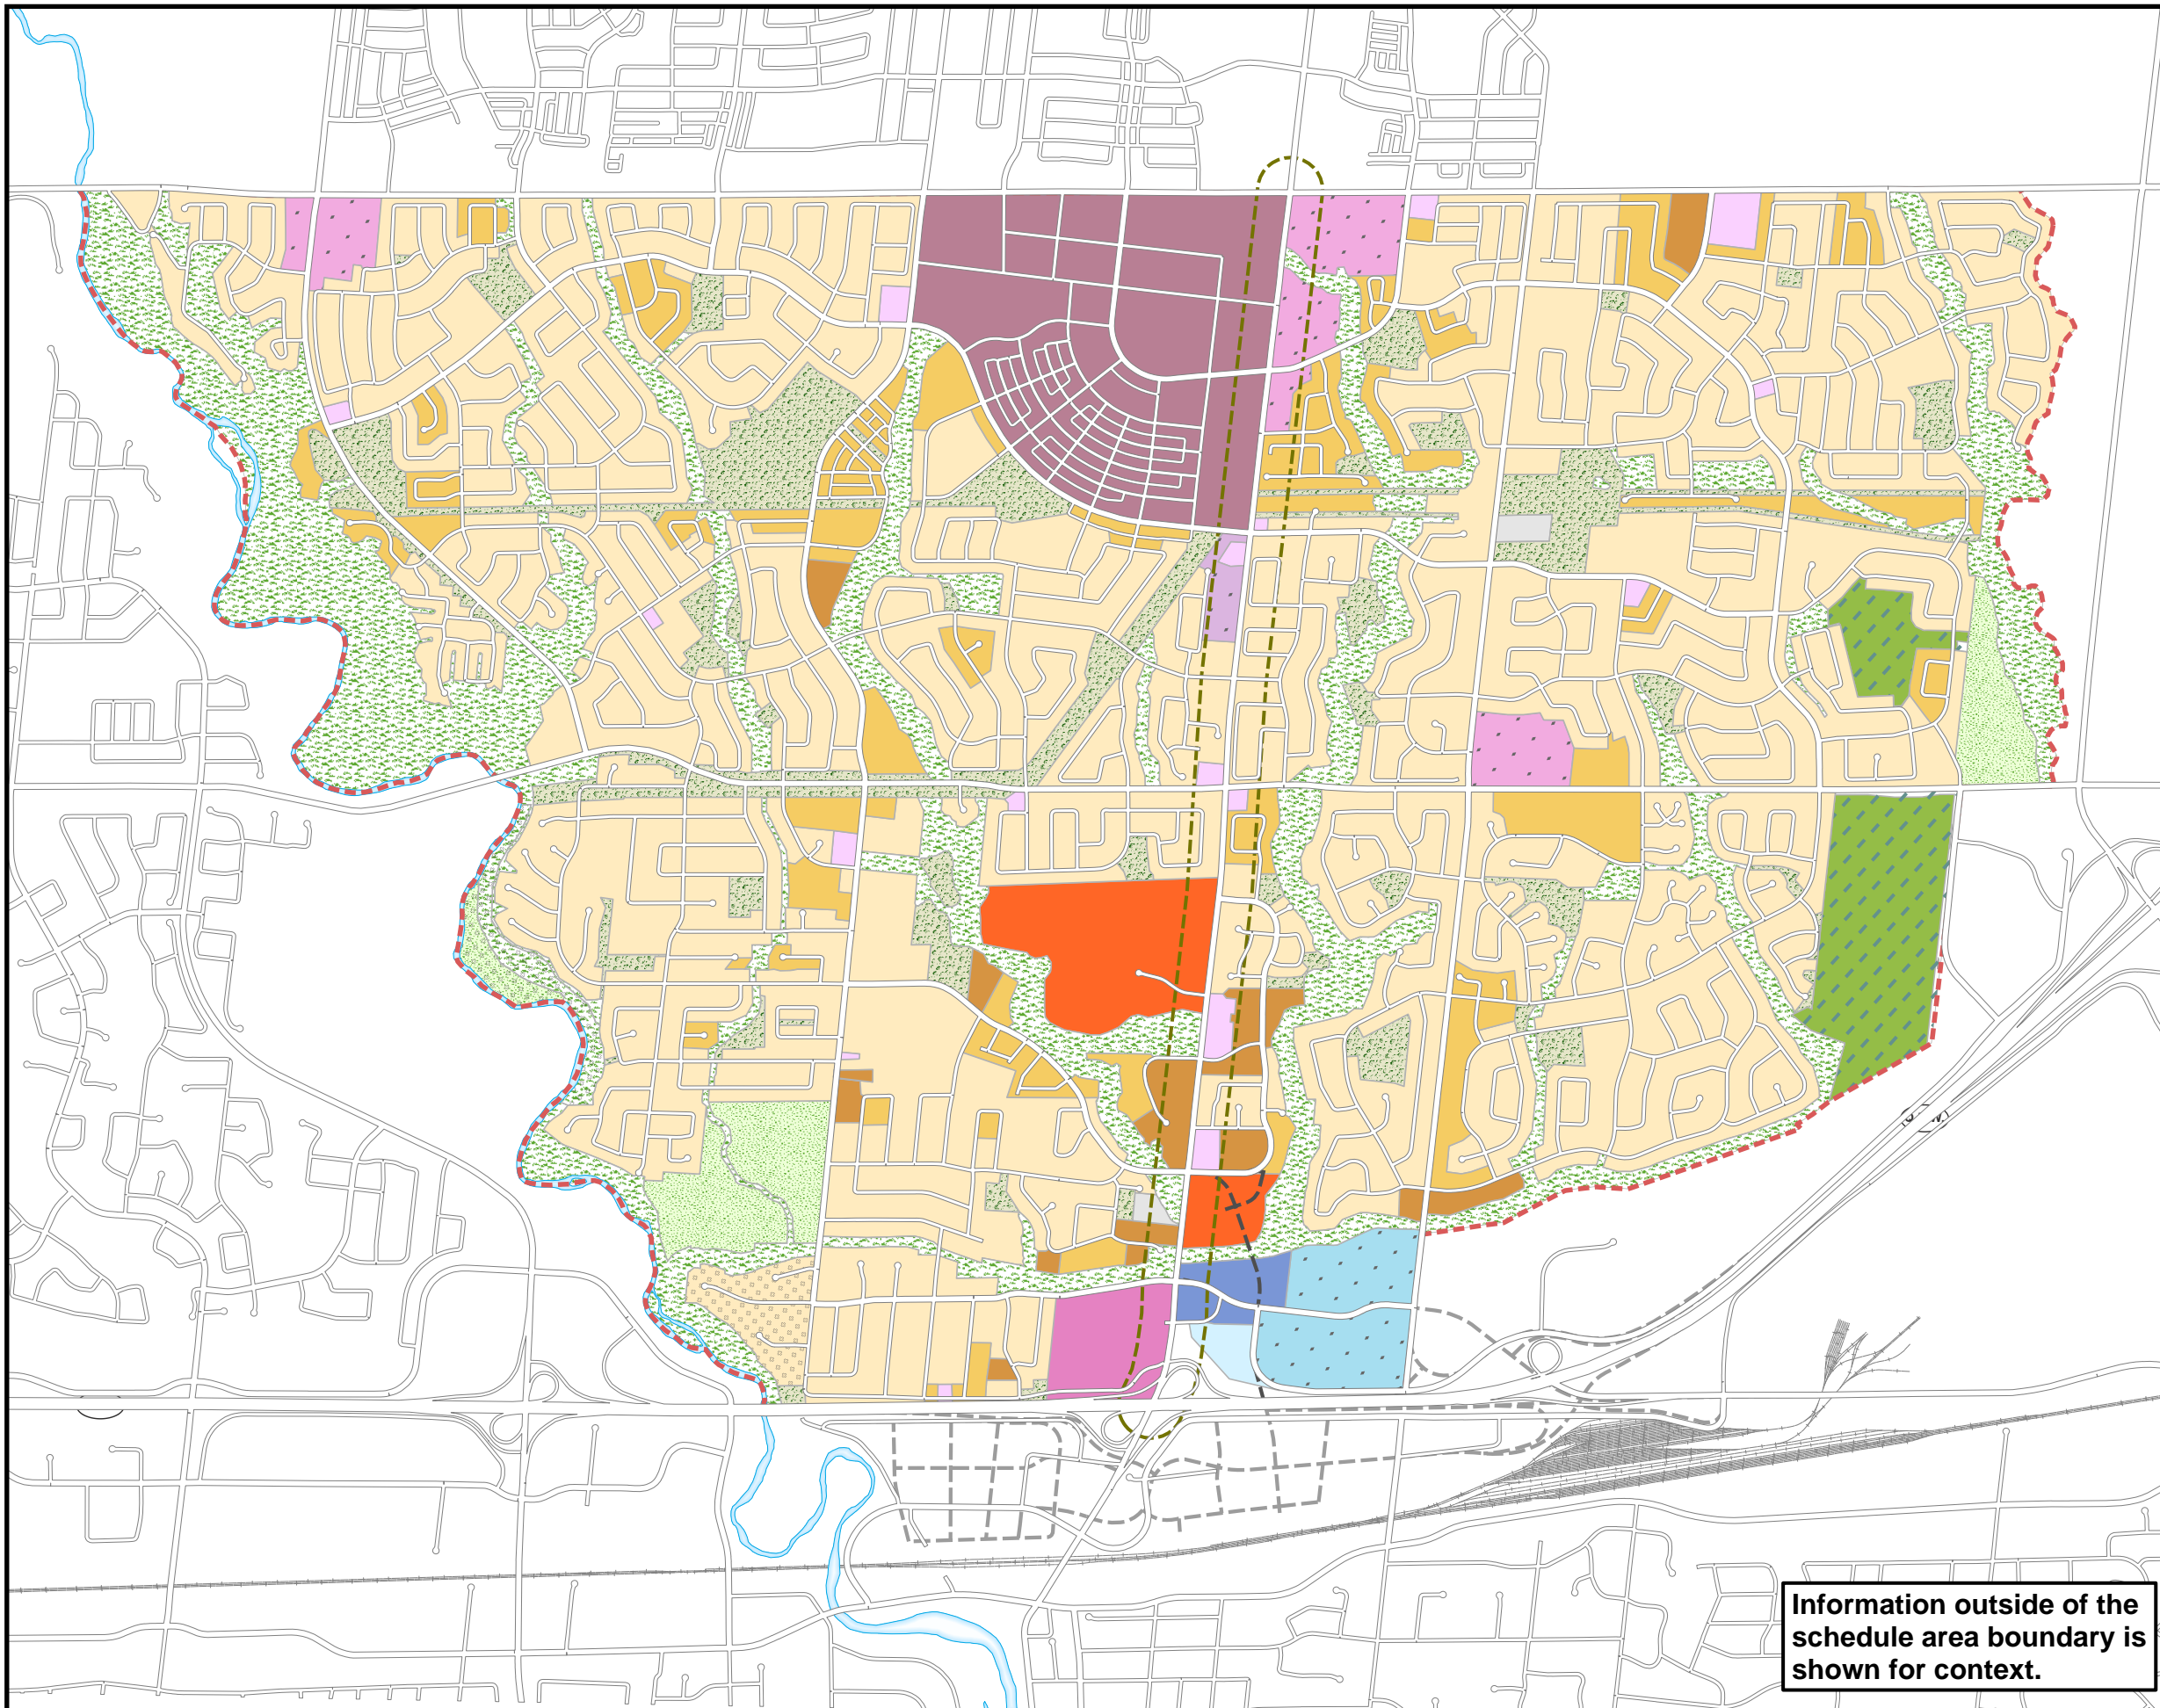 Information outside of the
schedule area boundary is
shown for context.